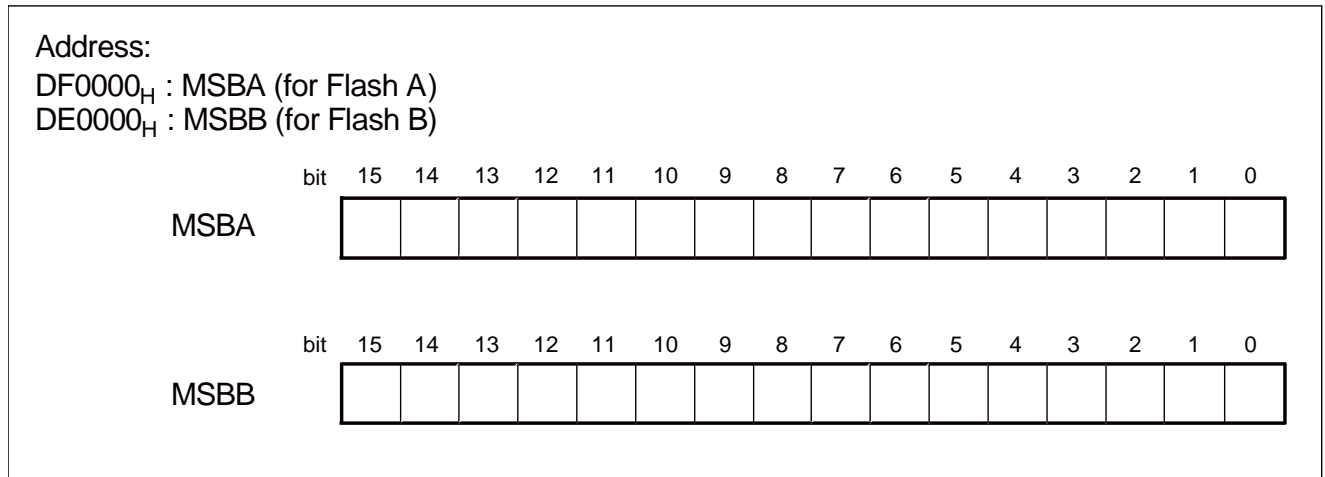 Address:
DF0000H : MSBA (for Flash A)
DE0000H : MSBB (for Flash B)
bit 15 14 13 12 11 10 9 8 7 6 5 4 3 2 1 0
MSBA
bit 15 14 13 12 11 10 9 8 7 6 5 4 3 2 1 0
MSBB